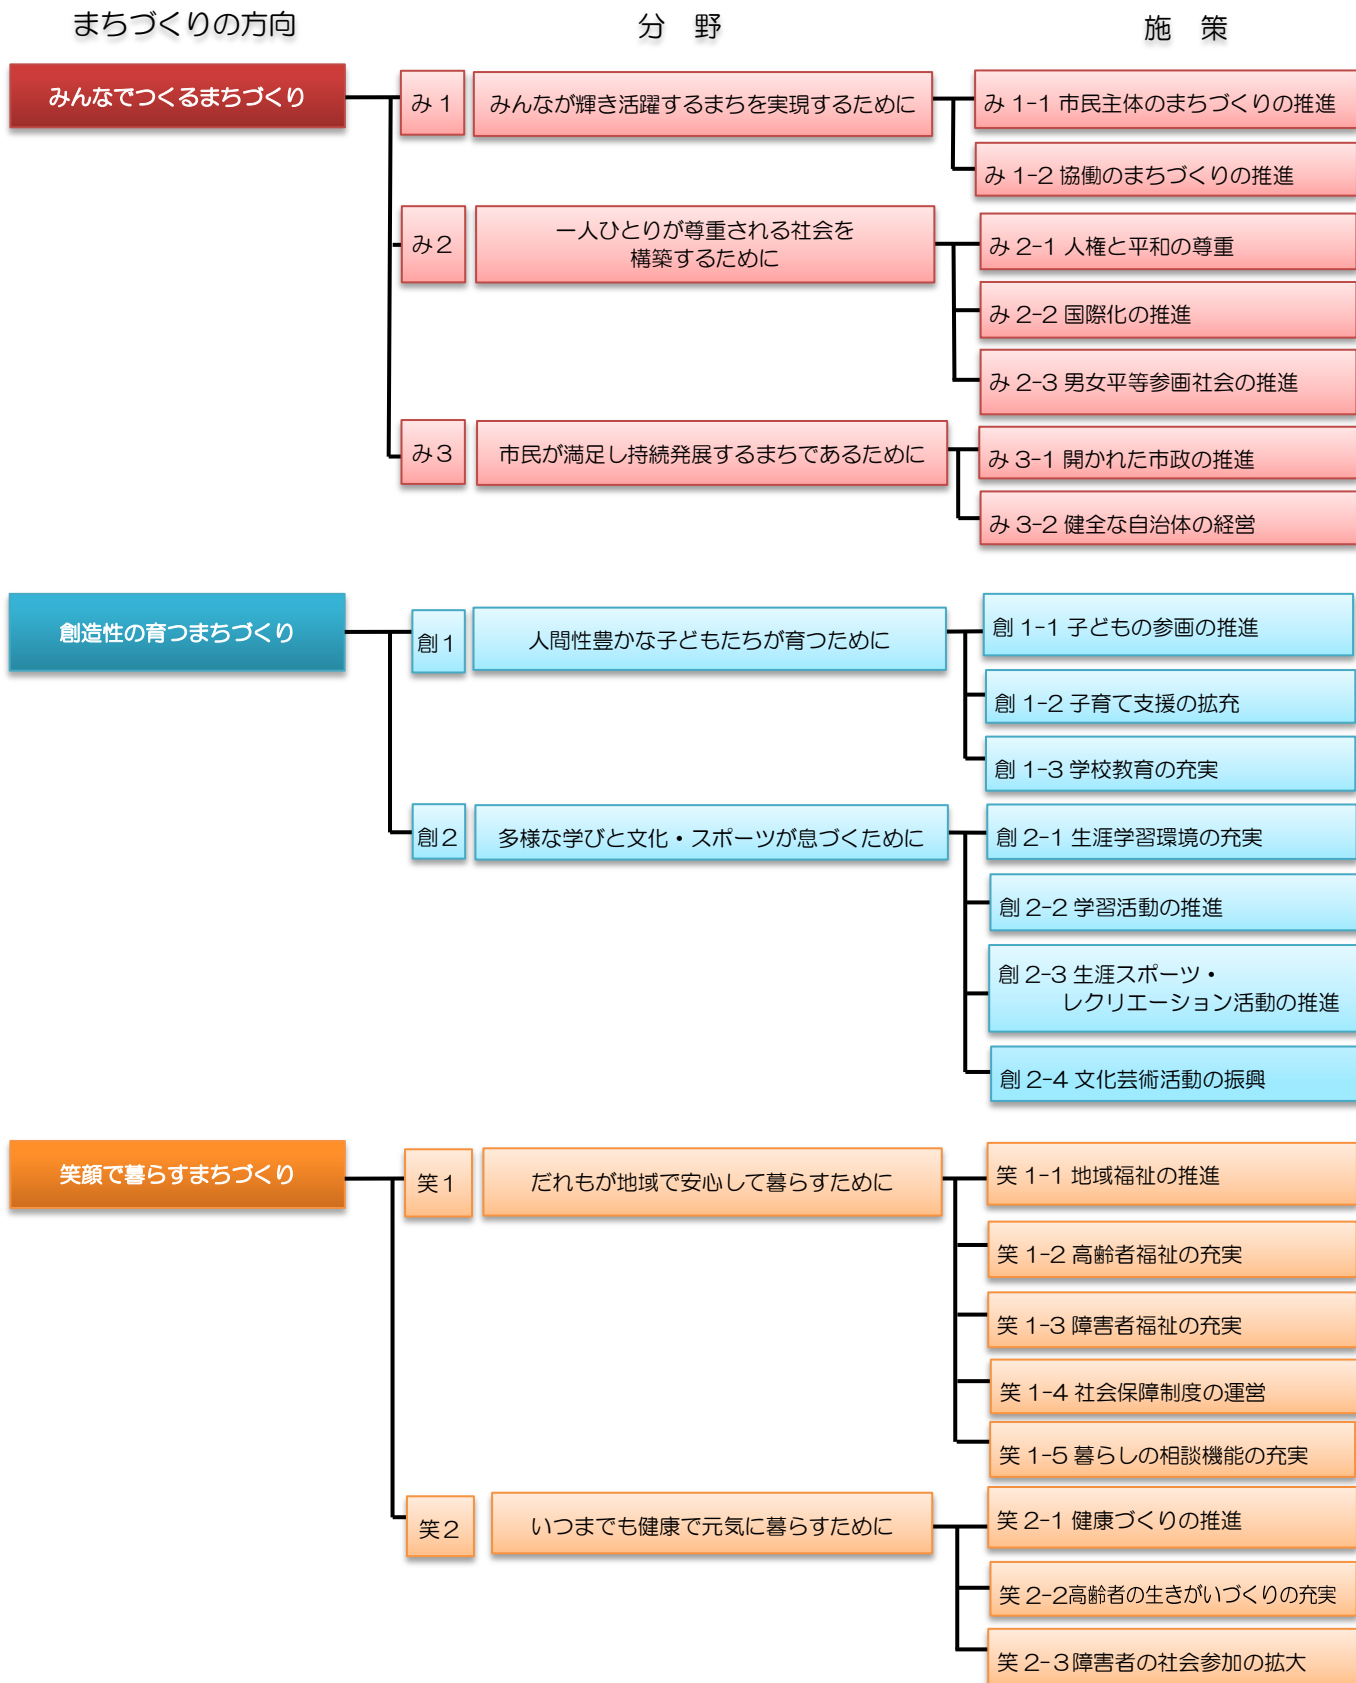 まちづくりの方向　分　野　施　策
みんなでつくるまちづくり
み１ みんなが輝き活躍するまちを実現するために
み 1-1 市民主体のまちづくりの推進
み 1-2 協働のまちづくりの推進
み２ 一人ひとりが尊重される社会を
構築するために
み 2-1 人権と平和の尊重
み 2-2 国際化の推進
み 2-3 男女平等参画社会の推進
み３ 市民が満足し持続発展するまちであるために
み 3-1 開かれた市政の推進
み 3-2 健全な自治体の経営
創造性の育つまちづくり
創１ 人間性豊かな子どもたちが育つために
創 1-1 子どもの参画の推進
創 1-2 子育て支援の拡充
創 1-3 学校教育の充実
創２ 多様な学びと文化・スポーツが息づくために
創 2-1 生涯学習環境の充実
創 2-2 学習活動の推進
創 2-3 生涯スポーツ・
レクリエーション活動の推進
創 2-4 文化芸術活動の振興
笑顔で暮らすまちづくり
笑１ だれもが地域で安心して暮らすために
笑 1-1 地域福祉の推進
笑 1-2 高齢者福祉の充実
笑 1-3 障害者福祉の充実
笑 1-4 社会保障制度の運営
笑 1-5 暮らしの相談機能の充実
笑２ いつまでも健康で元気に暮らすために
笑 2-1 健康づくりの推進
笑 2-2高齢者の生きがいづくりの充実
笑 2-3障害者の社会参加の拡大